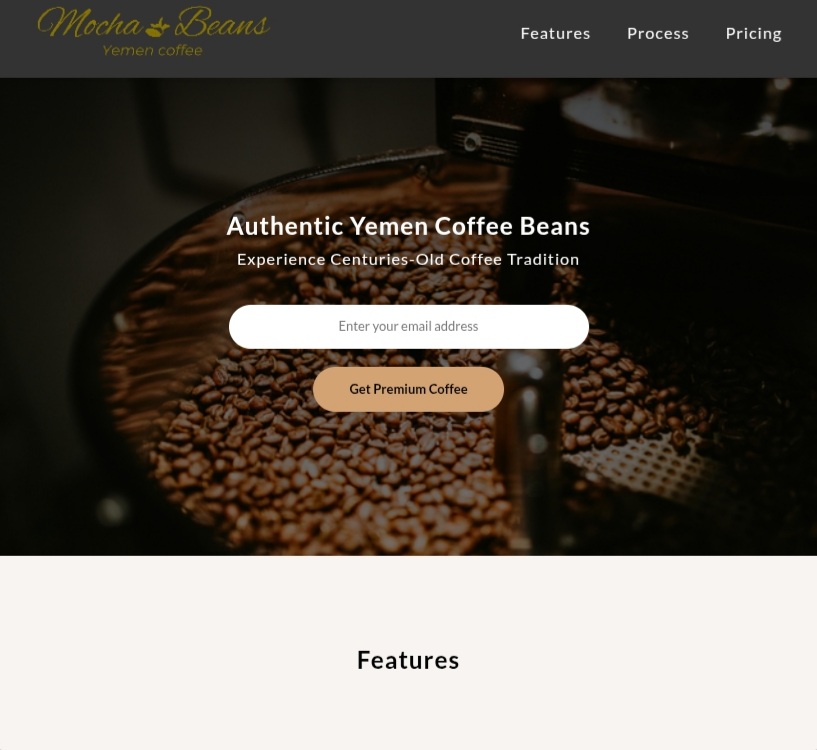 Mocha Beans
Yemen coffee
Features
Process
Pricing
Authentic Yemen Coffee Beans
Experience Centuries-Old Coffee Tradition
Enter your email address
Get Premium Coffee
Features